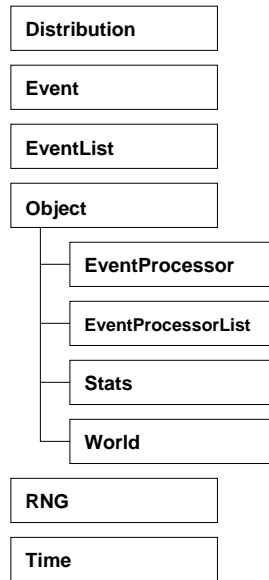 Distribution
Event
EventList
Object
EventProcessor
EventProcessorList
Stats
World
RNG
Time